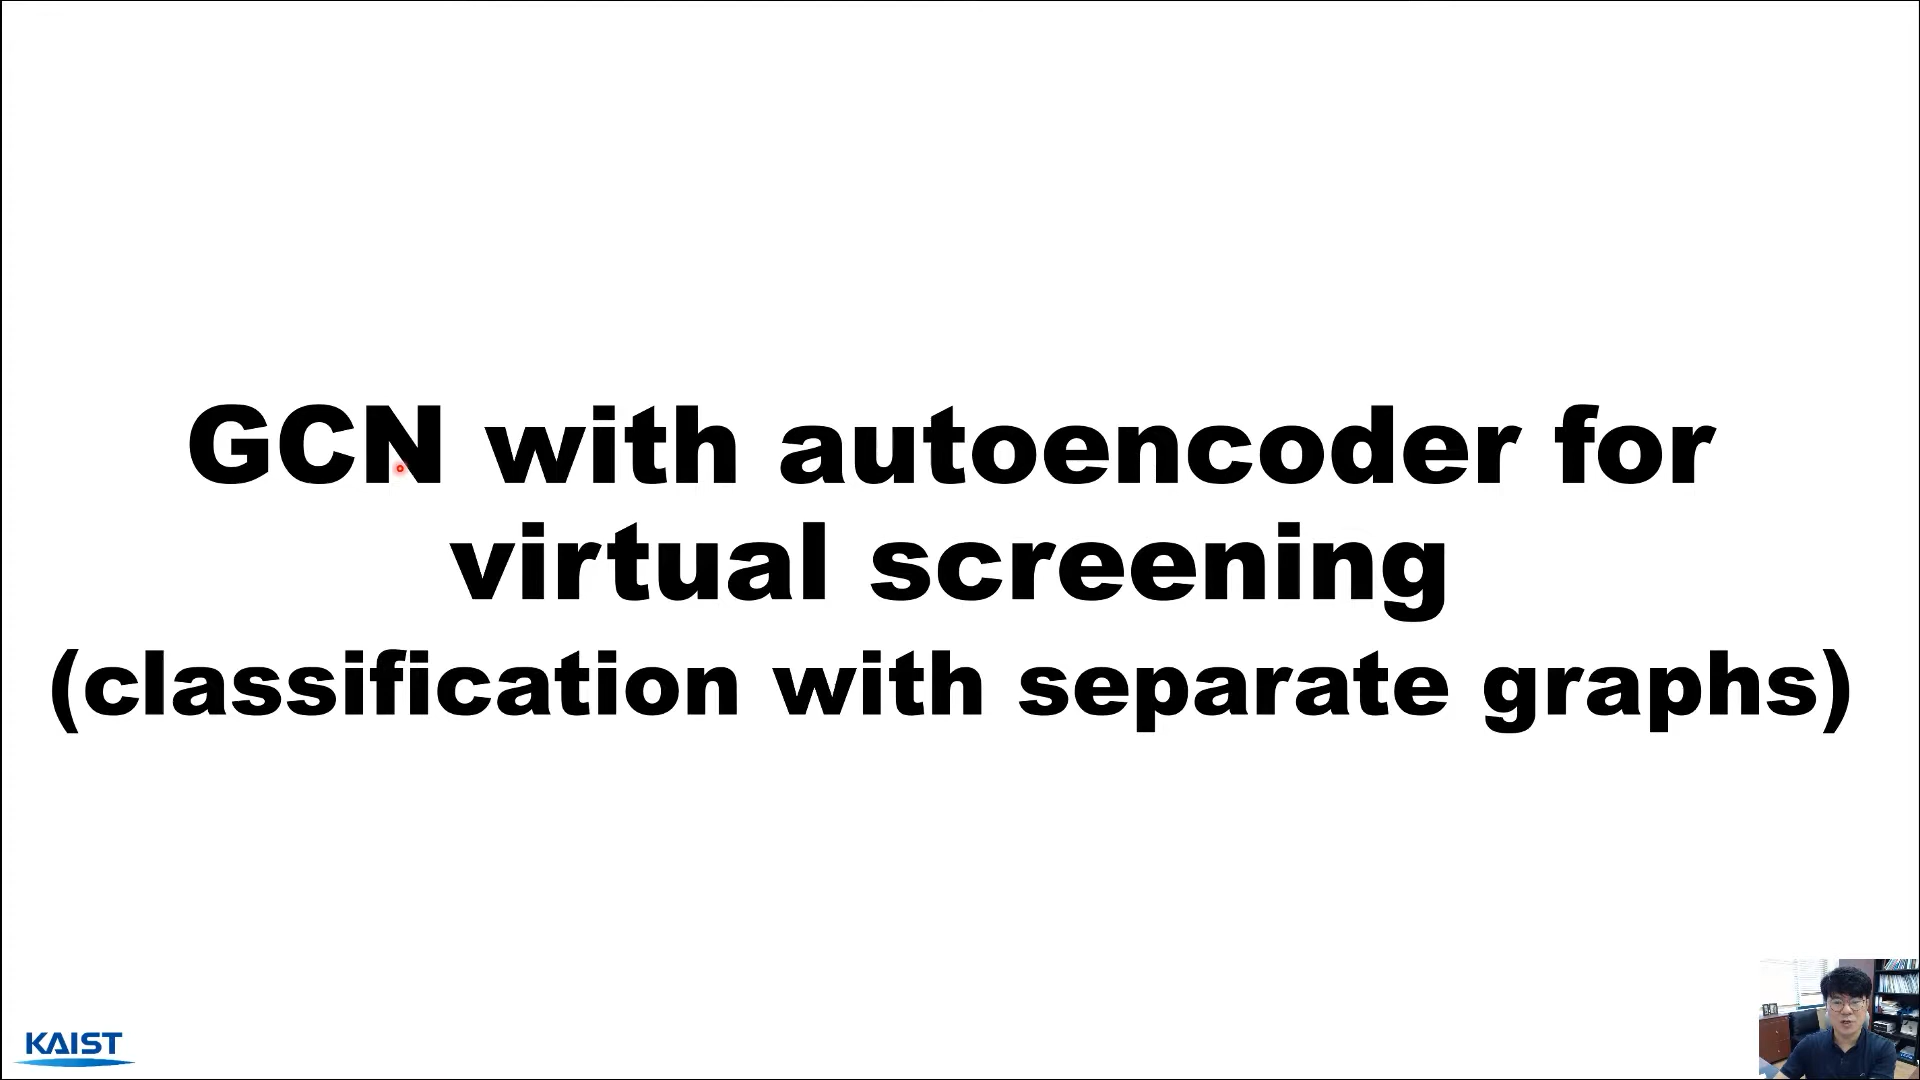 GCN with autoencoder for
virtual screening
(classification with separate graphs)
KAIST